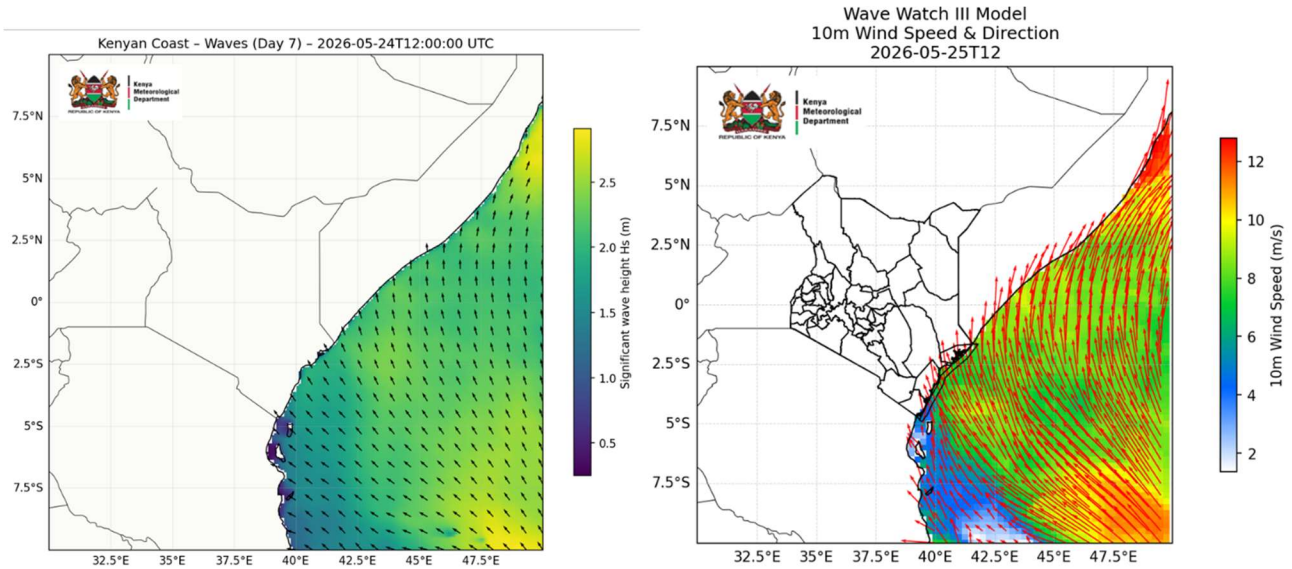 Kenyan Coast – Waves (Day 7) – 2026-05-24T12:00:00 UTC
Kenya
Meteorological
Department
REPUBLIC OF KENYA
7.5°N
5°N
2.5°N
0°
2.5°S
5°S
7.5°S
32.5°E 35°E 37.5°E 40°E 42.5°E 45°E 47.5°E
2.5
2.0
1.5
1.0
0.5
Significant wave height Hs (m)
Wave Watch III Model
10m Wind Speed & Direction
2026-05-25T12
Kenya
Meteorological
Department
REPUBLIC OF KENYA
7.5°N
5°N
2.5°N
0°
2.5°S
5°S
7.5°S
32.5°E 35°E 37.5°E 40°E 42.5°E 45°E 47.5°E
12
10
8
6
4
2
10m Wind Speed (m/s)